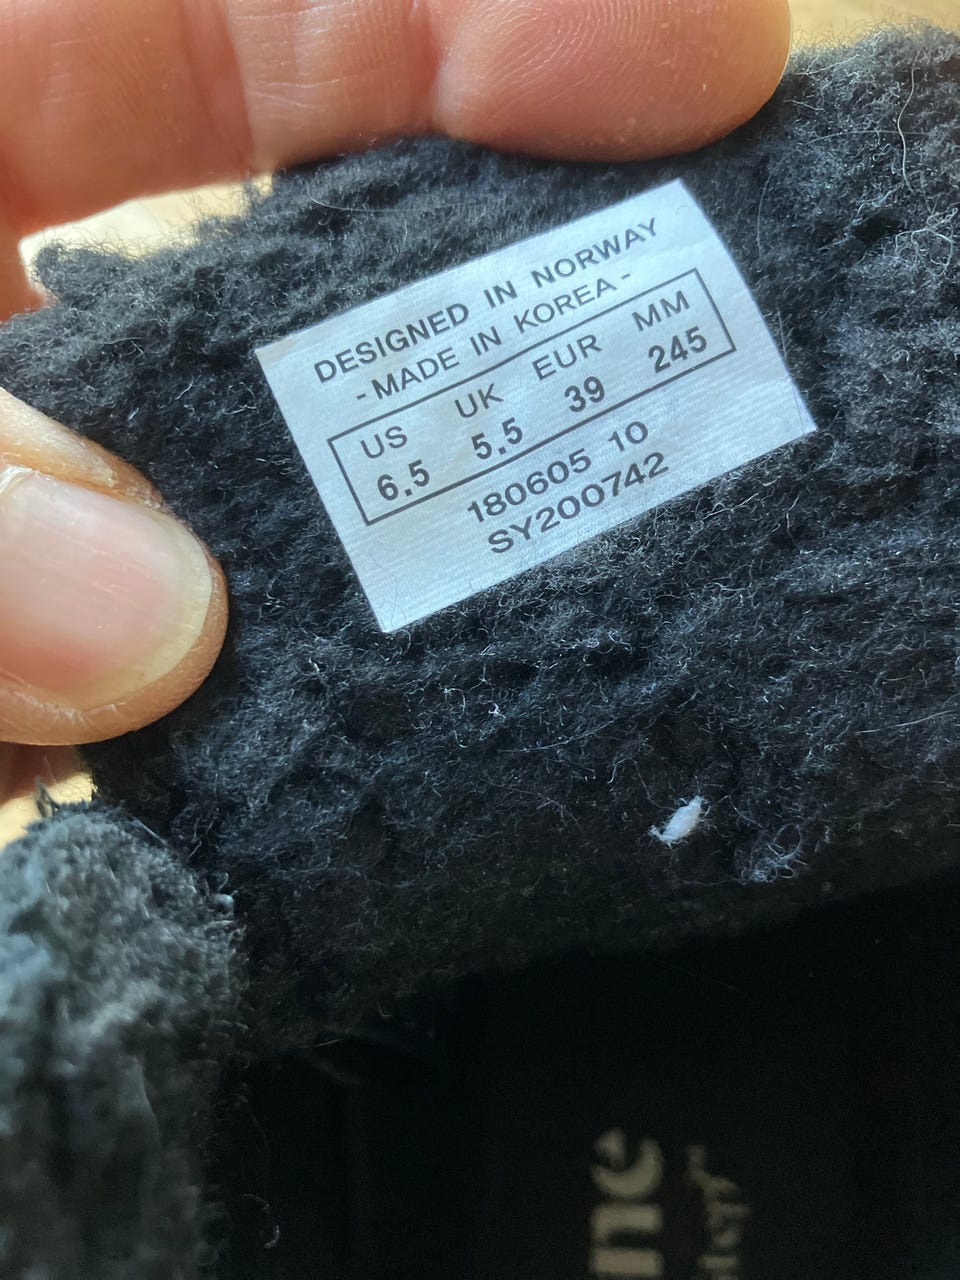 DESIGNED IN NORWAY
- MADE IN KOREA -
US UK EUR MM
6.5 5.5 39 245
180605 10
SY200742
ne